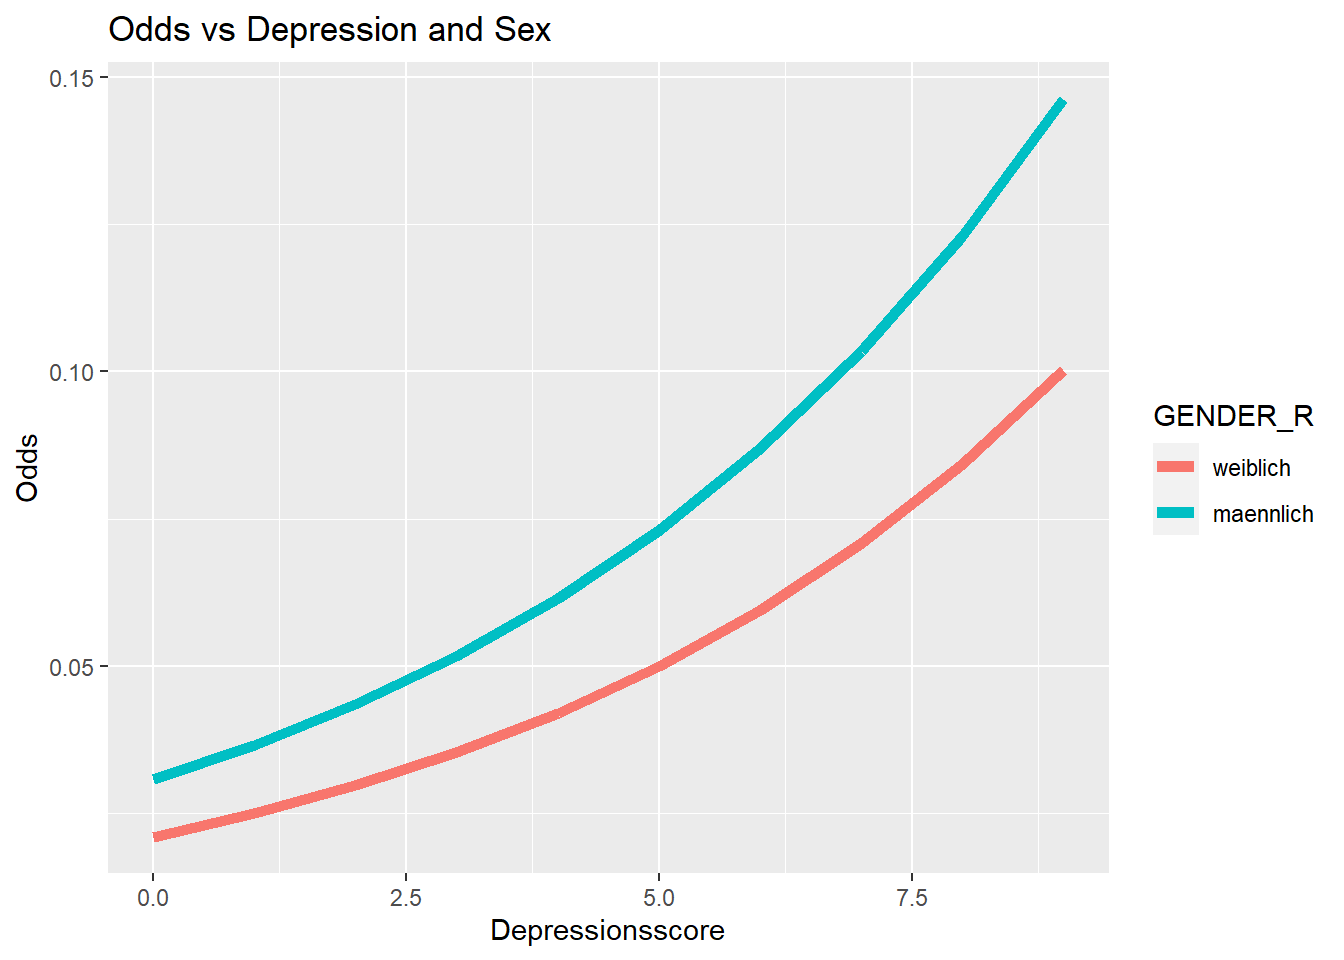 Odds vs Depression and Sex
0.15
0.10
0.05
Odds
0.0 2.5 5.0 7.5
Depressionsscore
GENDER_R
weiblich
maennlich